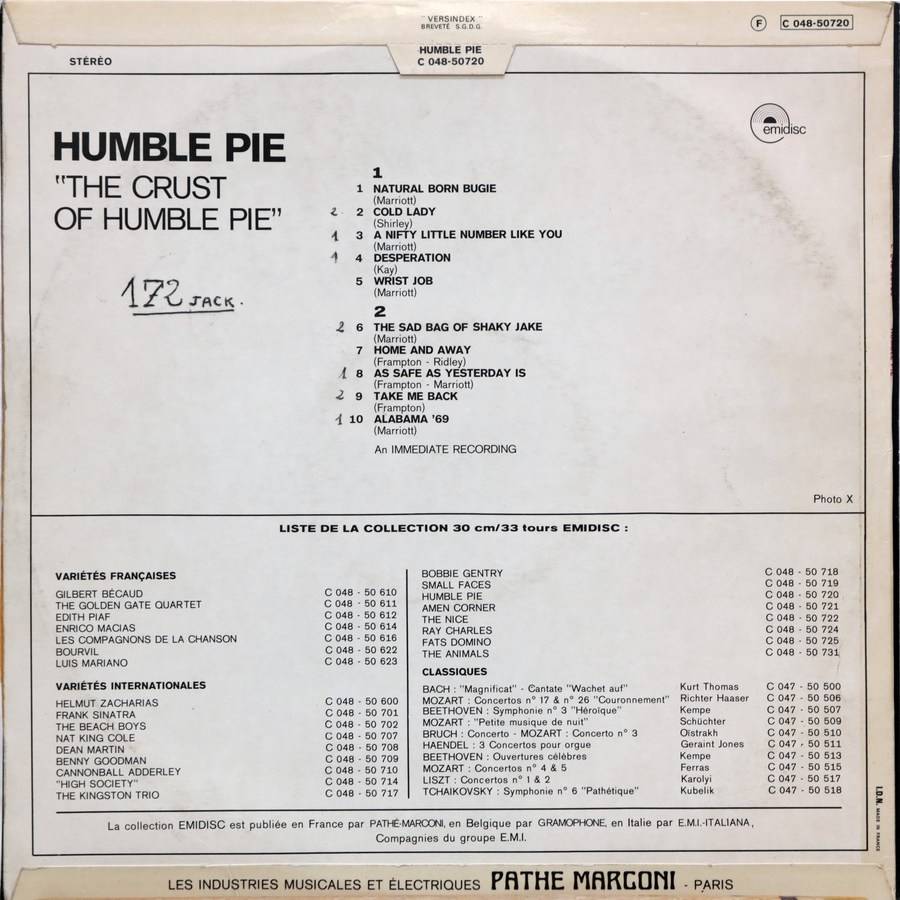 " VERSINDEX "
BREVETÉ S.G.D.G.
F C 048-50720
HUMBLE PIE
C 048-50720
STÉRÉO
emidisc
HUMBLE PIE
"THE CRUST
OF HUMBLE PIE"
172 JACK.
1
1 NATURAL BORN BUGIE
(Marriott)
2 2 COLD LADY
(Shirley)
1 3 A NIFTY LITTLE NUMBER LIKE YOU
(Marriott)
1 4 DESPERATION
(Kay)
5 WRIST JOB
(Marriott)
2
2 6 THE SAD BAG OF SHAKY JAKE
(Marriott)
7 HOME AND AWAY
(Frampton - Ridley)
1 8 AS SAFE AS YESTERDAY IS
(Frampton - Marriott)
2 9 TAKE ME BACK
(Frampton)
1 10 ALABAMA '69
(Marriott)
An IMMEDIATE RECORDING
Photo X
LISTE DE LA COLLECTION 30 cm/33 tours EMIDISC :
VARIÉTÉS FRANÇAISES
GILBERT BÉCAUD C 048 - 50 610
THE GOLDEN GATE QUARTET C 048 - 50 611
EDITH PIAF C 048 - 50 612
ENRICO MACIAS C 048 - 50 614
LES COMPAGNONS DE LA CHANSON C 048 - 50 616
BOURVIL C 048 - 50 622
LUIS MARIANO C 048 - 50 623
VARIÉTÉS INTERNATIONALES
HELMUT ZACHARIAS C 048 - 50 600
FRANK SINATRA C 048 - 50 701
THE BEACH BOYS C 048 - 50 702
NAT KING COLE C 048 - 50 707
DEAN MARTIN C 048 - 50 708
BENNY GOODMAN C 048 - 50 709
CANNONBALL ADDERLEY C 048 - 50 710
"HIGH SOCIETY" C 048 - 50 714
THE KINGSTON TRIO C 048 - 50 717
BOBBIE GENTRY C 048 - 50 718
SMALL FACES C 048 - 50 719
HUMBLE PIE C 048 - 50 720
AMEN CORNER C 048 - 50 721
THE NICE C 048 - 50 722
RAY CHARLES C 048 - 50 724
FATS DOMINO C 048 - 50 725
THE ANIMALS C 048 - 50 731
CLASSIQUES
BACH : "Magnificat" - Cantate "Wachet auf" Kurt Thomas C 047 - 50 500
MOZART : Concertos n° 17 & n° 26 "Couronnement" Richter Haaser C 047 - 50 506
BEETHOVEN : Symphonie n° 3 "Héroïque" Kempe C 047 - 50 507
MOZART : "Petite musique de nuit" Schüchter C 047 - 50 509
BRUCH : Concerto - MOZART : Concerto n° 3 Oïstrakh C 047 - 50 510
HAENDEL : 3 Concertos pour orgue Geraint Jones C 047 - 50 511
BEETHOVEN : Ouvertures célèbres Kempe C 047 - 50 513
MOZART : Concertos n° 4 & 5 Ferras C 047 - 50 515
LISZT : Concertos n° 1 & 2 Karolyi C 047 - 50 517
TCHAIKOVSKY : Symphonie n° 6 "Pathétique" Kubelik C 047 - 50 518
La collection EMIDISC est publiée en France par PATHÉ-MARCONI, en Belgique par GRAMOPHONE, en Italie par E.M.I.-ITALIANA,
Compagnies du groupe E.M.I.
I.D.N. MADE IN FRANCE
LES INDUSTRIES MUSICALES ET ÉLECTRIQUES PATHE MARCONI - PARIS